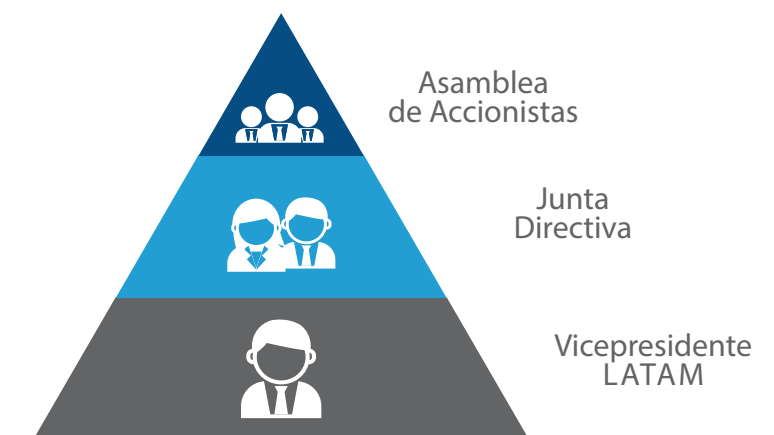 Asamblea
de Accionistas
Junta
Directiva
Vicepresidente
LATAM